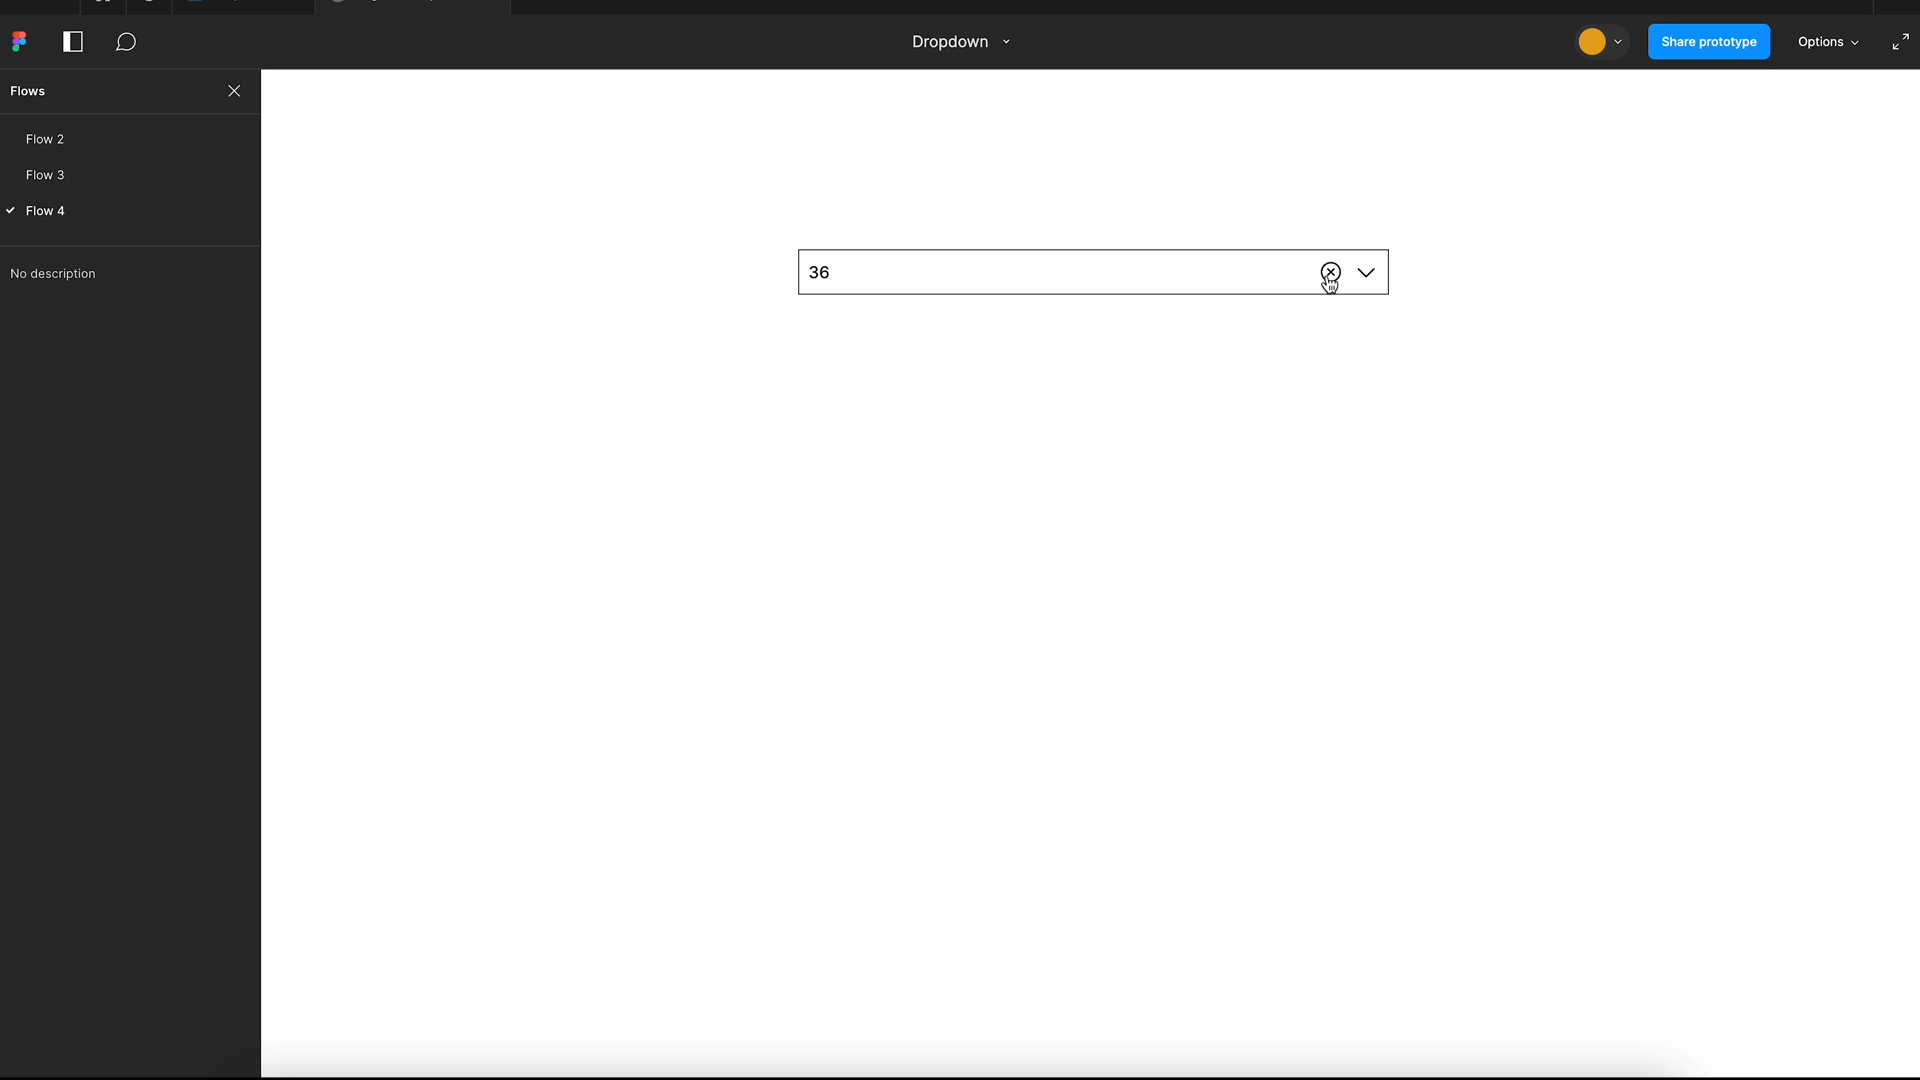 Dropdown
Share prototype
Options
Flows
Flow 2
Flow 3
Flow 4
No description
36